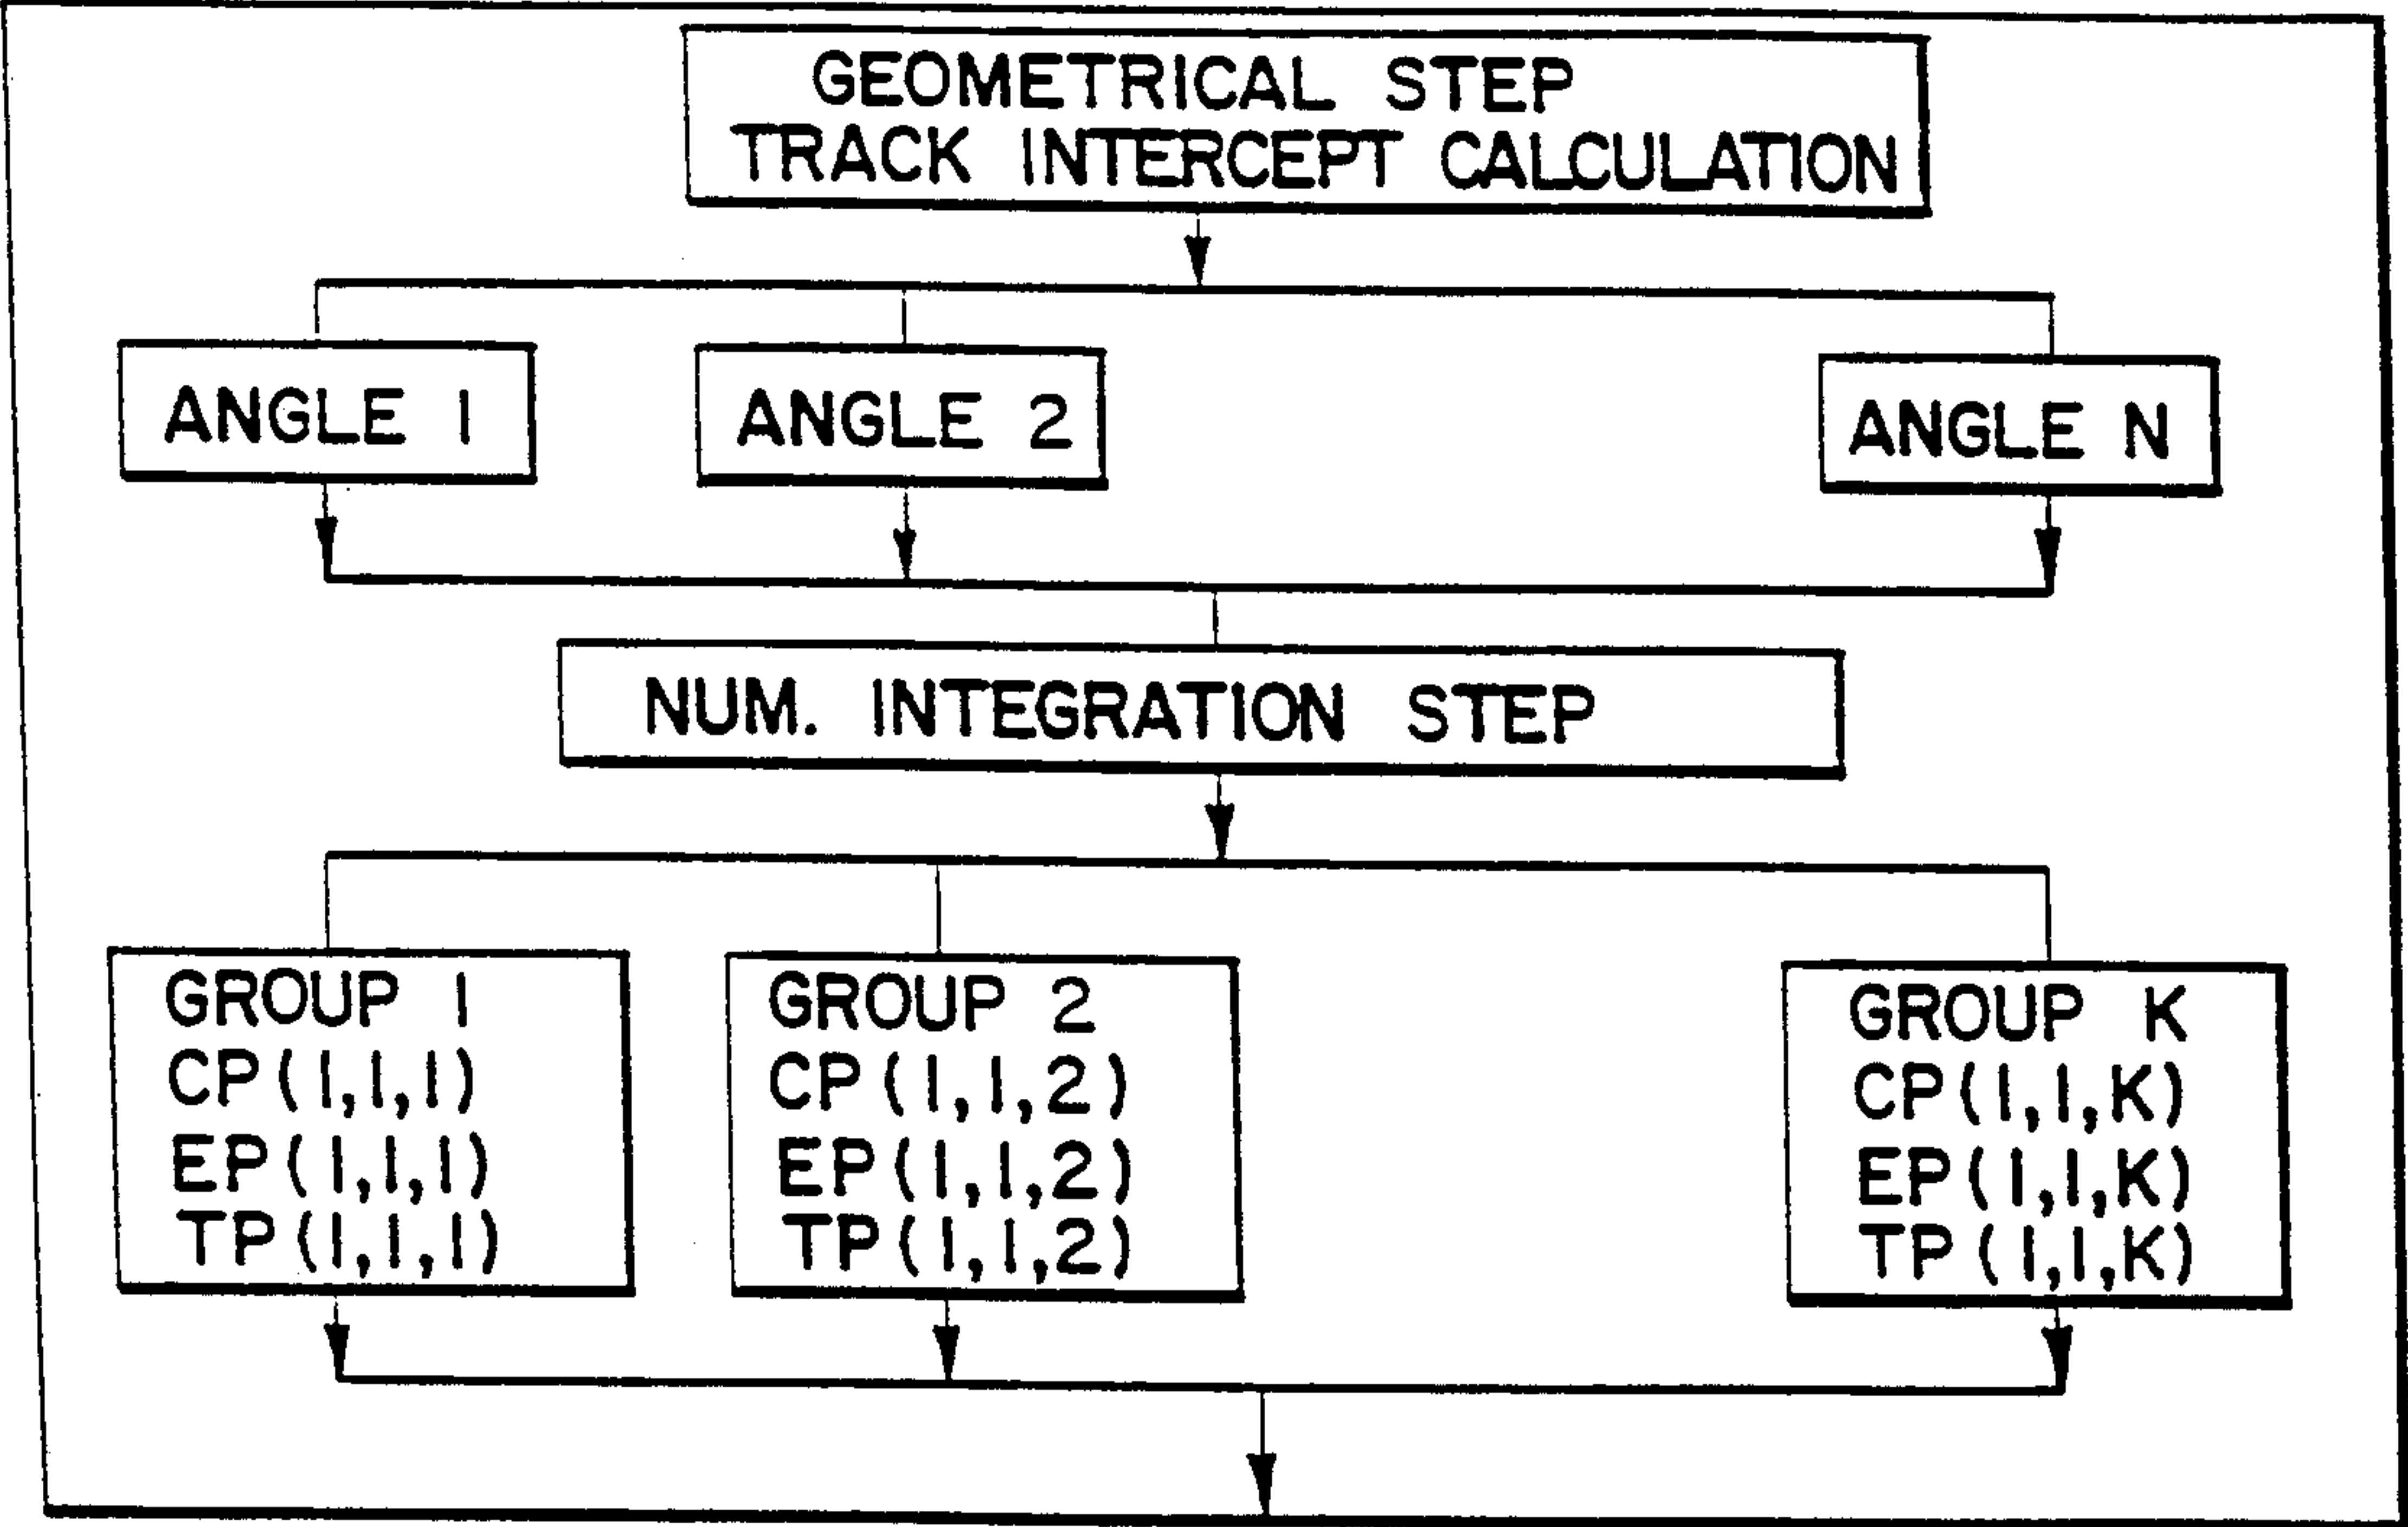 GEOMETRICAL STEP
TRACK INTERCEPT CALCULATION
ANGLE 1
ANGLE 2
ANGLE N
NUM. INTEGRATION STEP
GROUP 1
CP(1,1,1)
EP(1,1,1)
TP(1,1,1)
GROUP 2
CP(1,1,2)
EP(1,1,2)
TP(1,1,2)
GROUP K
CP(1,1,K)
EP(1,1,K)
TP(1,1,K)